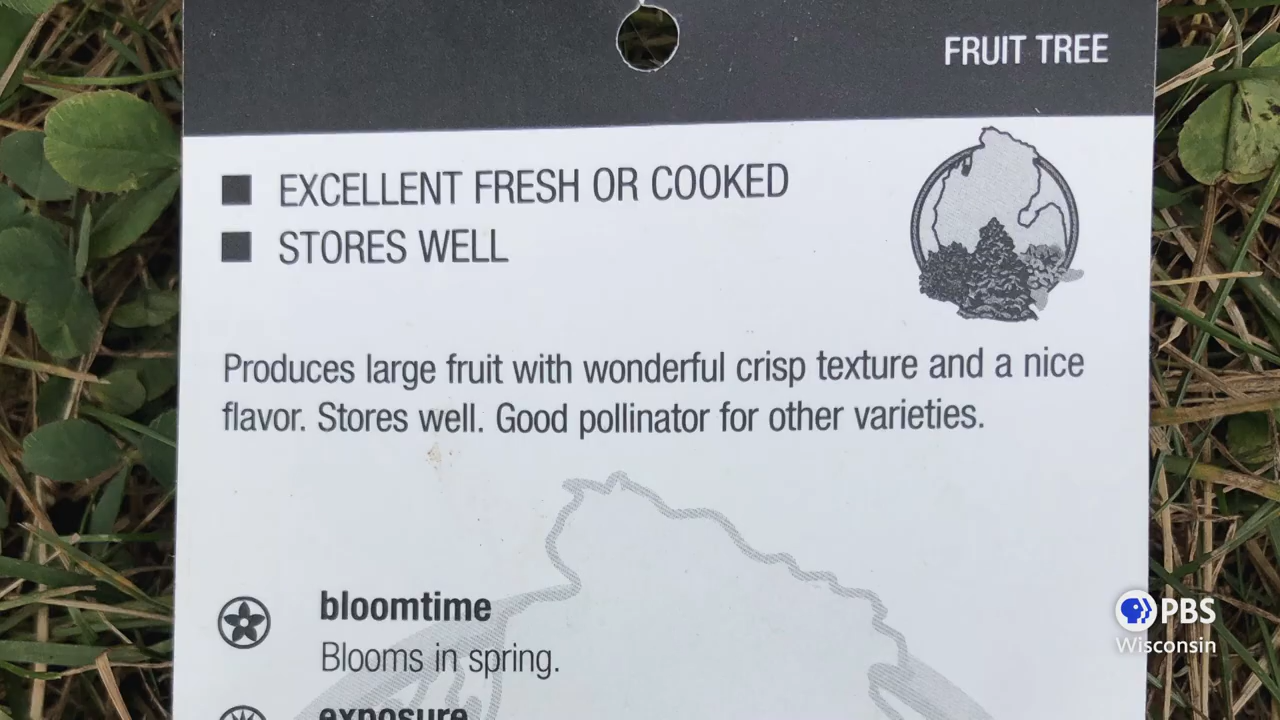 FRUIT TREE
EXCELLENT FRESH OR COOKED
STORES WELL
Produces large fruit with wonderful crisp texture and a nice
flavor. Stores well. Good pollinator for other varieties.
bloomtime
Blooms in spring.
exposure
PBS
Wisconsin